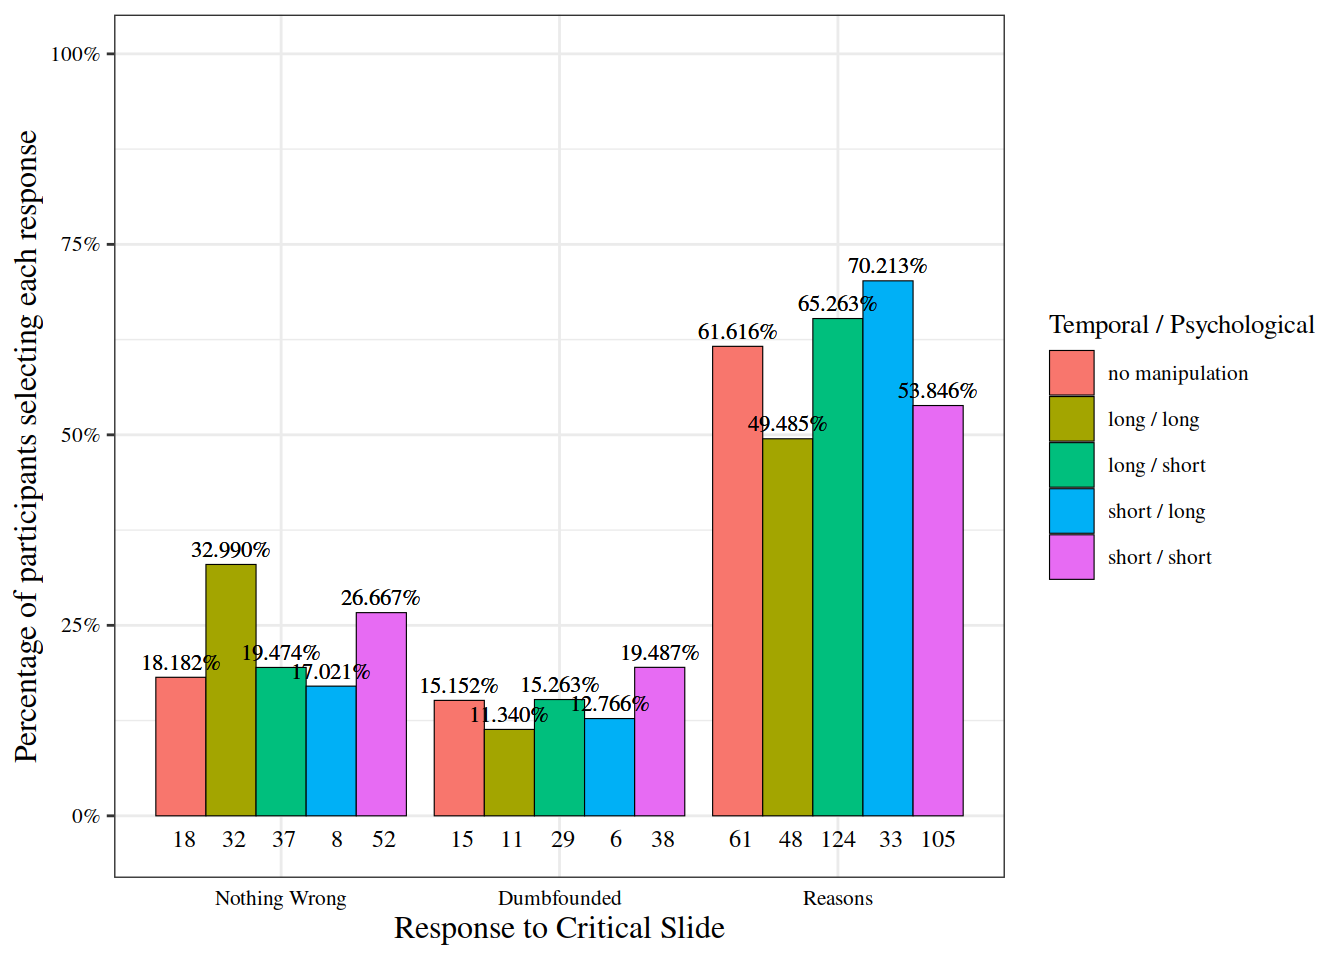 100%
75%
50%
25%
0%
Percentage of participants selecting each response
18.182%
32.990%
19.474%
17.021%
26.667%
15.152%
11.340%
15.263%
12.766%
19.487%
61.616%
49.485%
65.263%
70.213%
53.846%
18 32 37 8 52 15 11 29 6 38 61 48 124 33 105
Nothing Wrong Dumbfounded Reasons
Response to Critical Slide
Temporal / Psychological
no manipulation
long / long
long / short
short / long
short / short